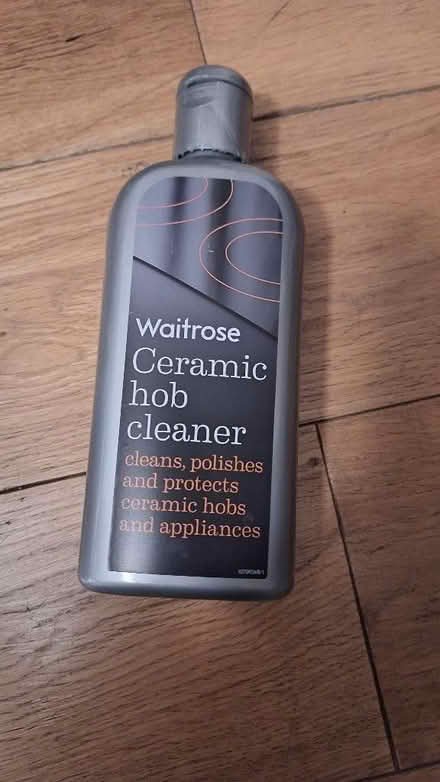 Waitrose
Ceramic
hob
cleaner
cleans, polishes
and protects
ceramic hobs
and appliances